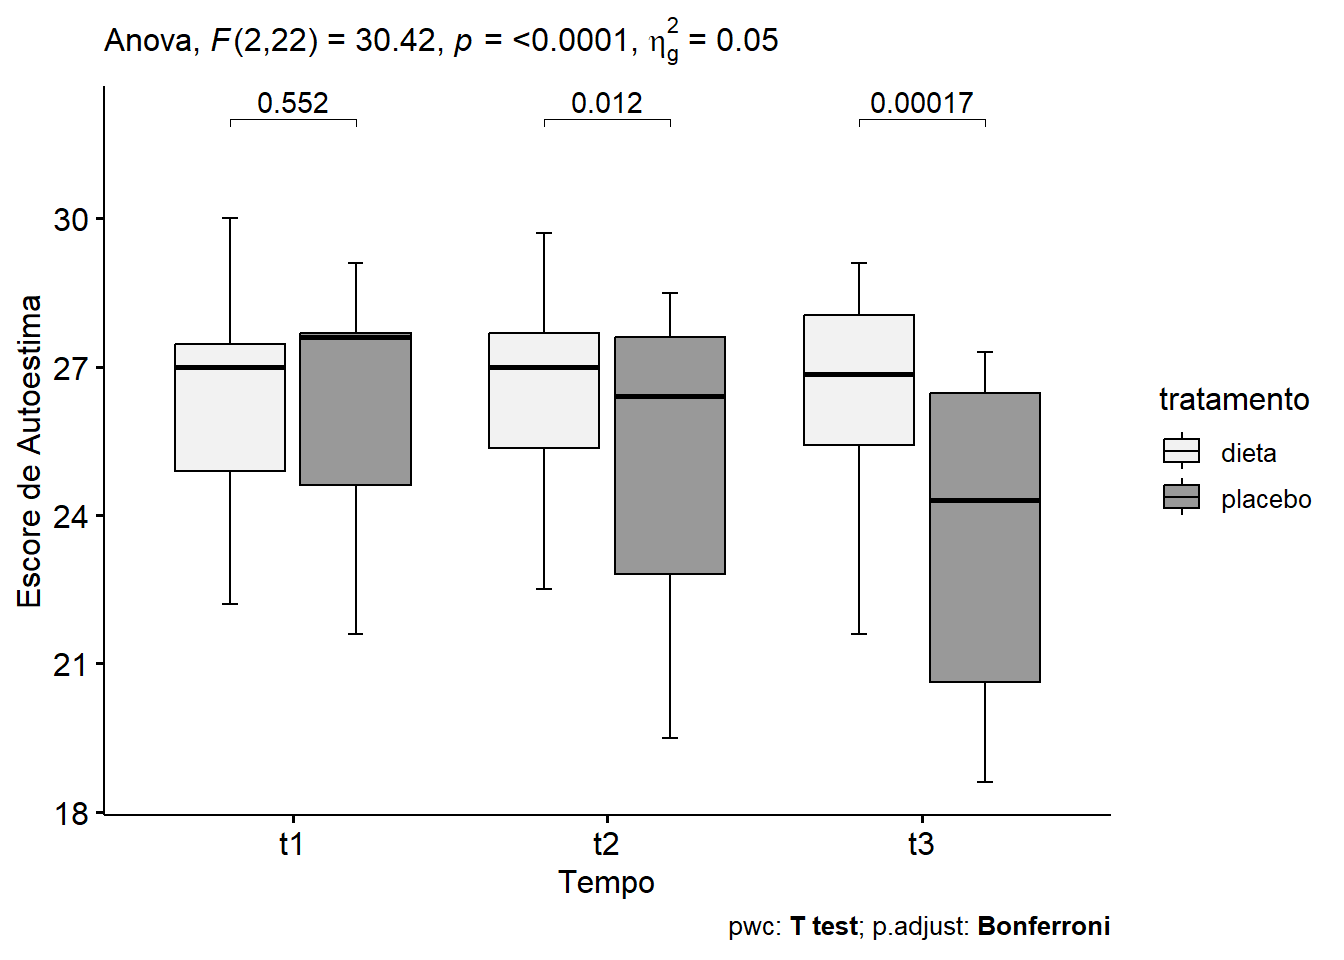 Anova, F(2,22) = 30.42, p = <0.0001, η²g = 0.05
0.552
0.012
0.00017
30
27
24
21
18
Escore de Autoestima
t1
t2
t3
Tempo
tratamento
dieta
placebo
pwc: T test; p.adjust: Bonferroni